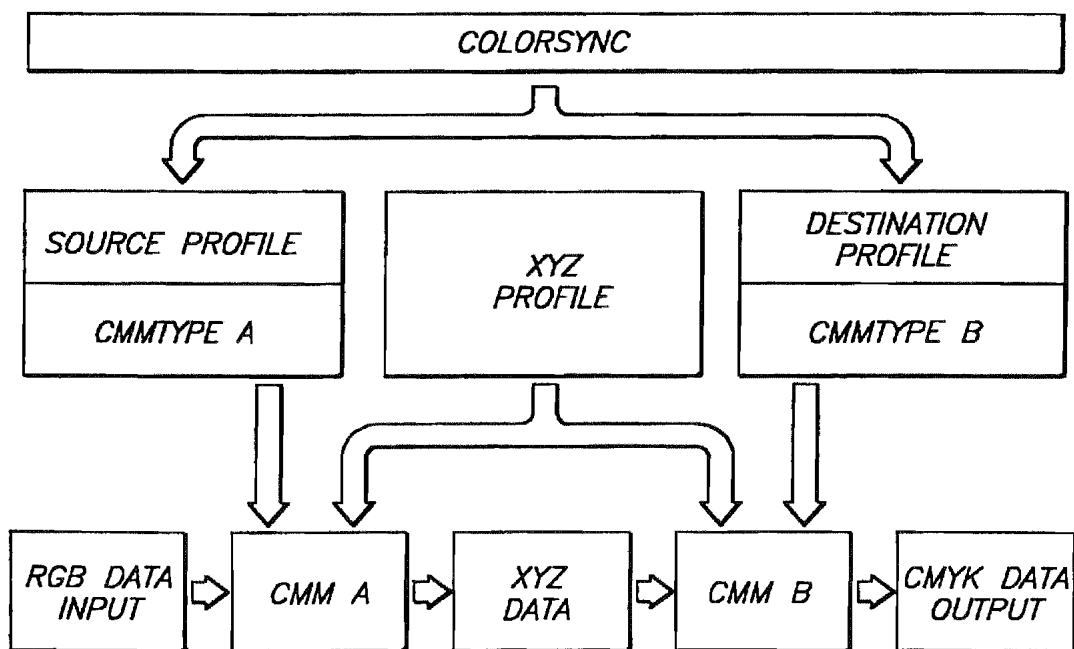 COLORSYNC
SOURCE PROFILE
CMMTYPE A
XYZ
PROFILE
DESTINATION
PROFILE
CMMTYPE B
RGB DATA
INPUT
CMM A
XYZ
DATA
CMM B
CMYK DATA
OUTPUT